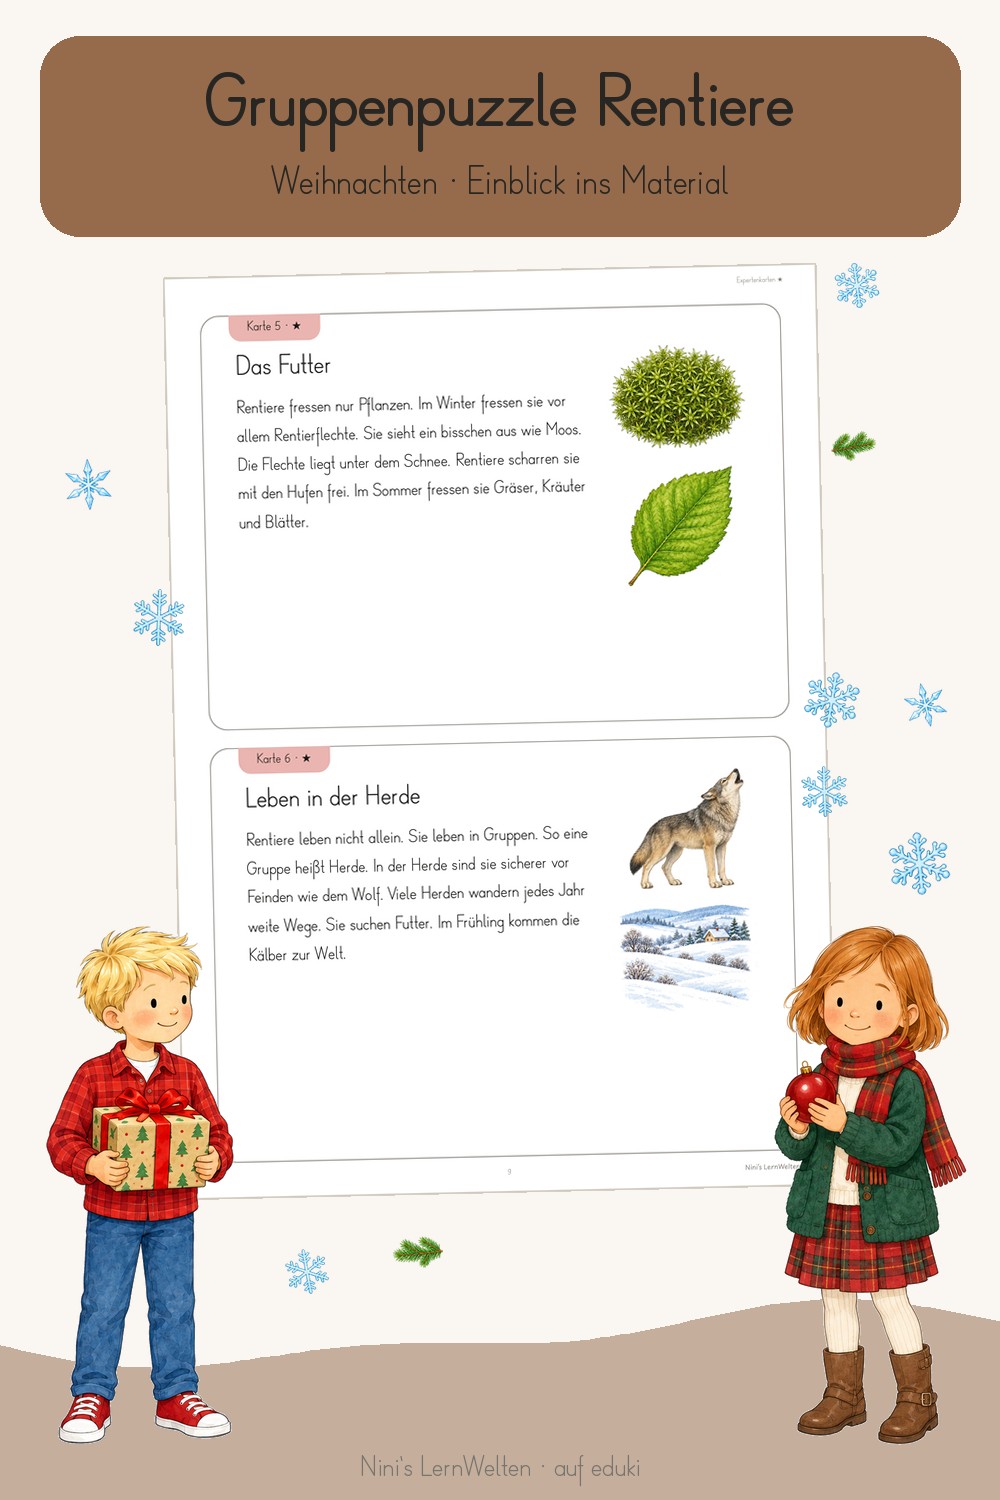 Gruppenpuzzle Rentiere
Weihnachten · Einblick ins Material
Expertenkarten ★
Karte 5 · ★
Das Futter
Rentiere fressen nur Pflanzen. Im Winter fressen sie vor
allem Rentierflechte. Sie sieht ein bisschen aus wie Moos.
Die Flechte liegt unter dem Schnee. Rentiere scharren sie
mit den Hufen frei. Im Sommer fressen sie Gräser, Kräuter
und Blätter.
Karte 6 · ★
Leben in der Herde
Rentiere leben nicht allein. Sie leben in Gruppen. So eine
Gruppe heißt Herde. In der Herde sind sie sicherer vor
Feinden wie dem Wolf. Viele Herden wandern jedes Jahr
weite Wege. Sie suchen Futter. Im Frühling kommen die
Kälber zur Welt.
Nini's LernWelten
Nini's LernWelten · auf eduki